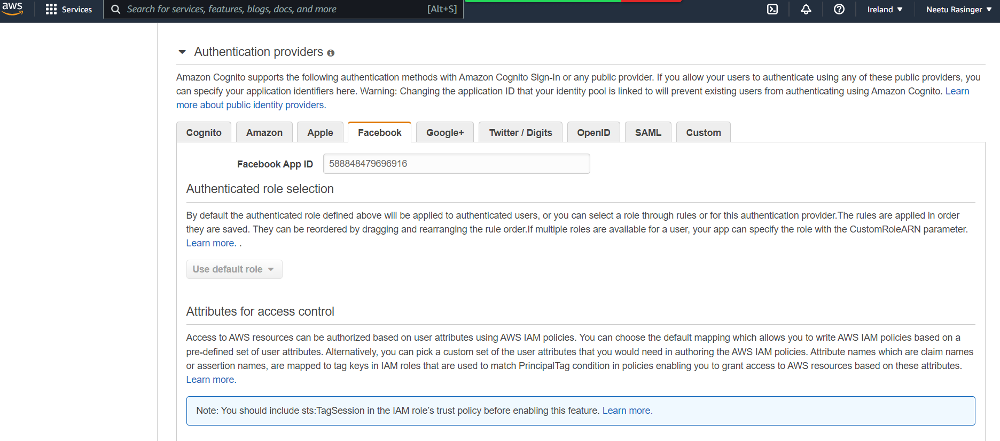 aws
Services
Search for services, features, blogs, docs, and more
[Alt+S]
Ireland
Neetu Rasinger
Authentication providers
Amazon Cognito supports the following authentication methods with Amazon Cognito Sign-In or any public provider. If you allow your users to authenticate using any of these public providers, you
can specify your application identifiers here. Warning: Changing the application ID that your identity pool is linked to will prevent existing users from authenticating using Amazon Cognito. Learn
more about public identity providers.
Cognito
Amazon
Apple
Facebook
Google+
Twitter / Digits
OpenID
SAML
Custom
Facebook App ID
588848479696916
Authenticated role selection
By default the authenticated role defined above will be applied to authenticated users, or you can select a role through rules or for this authentication provider.The rules are applied in order
they are saved. They can be reordered by dragging and rearranging the rule order.If multiple roles are available for a user, your app can specify the role with the CustomRoleARN parameter.
Learn more. .
Use default role
Attributes for access control
Access to AWS resources can be authorized based on user attributes using AWS IAM policies. You can choose the default mapping which allows you to write AWS IAM policies based on a
pre-defined set of user attributes. Alternatively, you can pick a custom set of the user attributes that you would need in authoring the AWS IAM policies. Attribute names which are claim names
or assertion names, are mapped to tag keys in IAM roles that are used to match PrincipalTag condition in policies enabling you to grant access to AWS resources based on these attributes.
Learn more.
Note: You should include sts:TagSession in the IAM role’s trust policy before enabling this feature. Learn more.